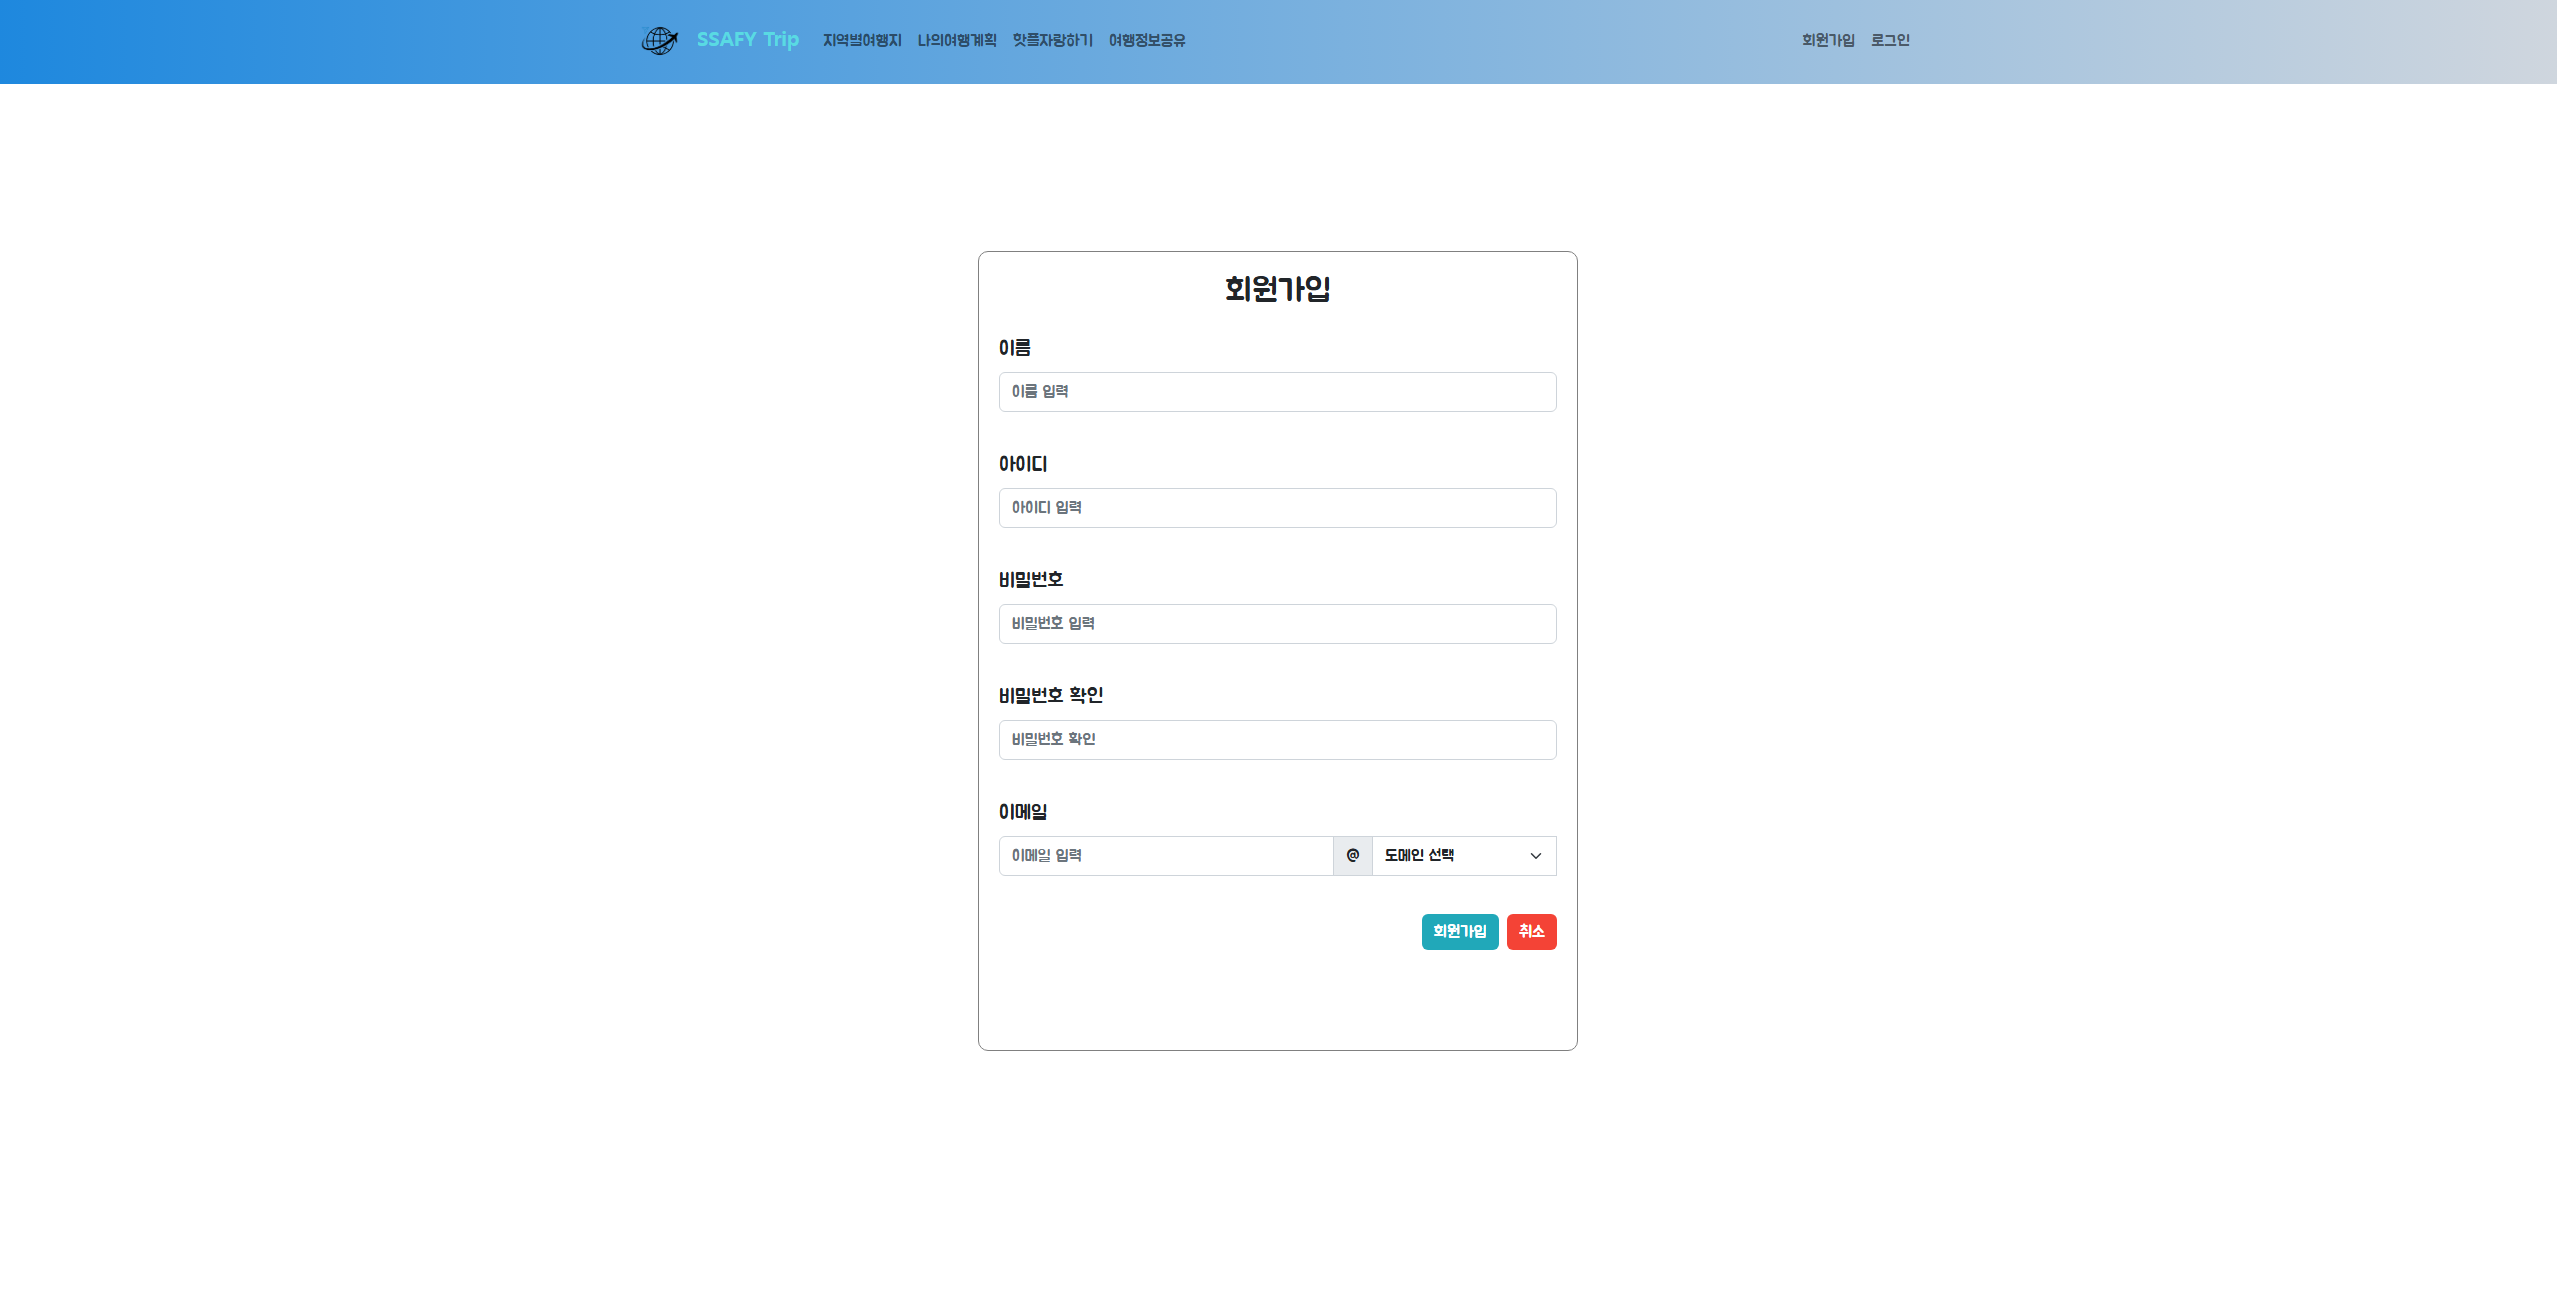 SSAFY Trip 지역별여행지 나의여행계획 핫플자랑하기 여행정보공유 회원가입 로그인
회원가입
이름
이름 입력
아이디
아이디 입력
비밀번호
비밀번호 입력
비밀번호 확인
비밀번호 확인
이메일
이메일 입력 @ 도메인 선택
회원가입 취소